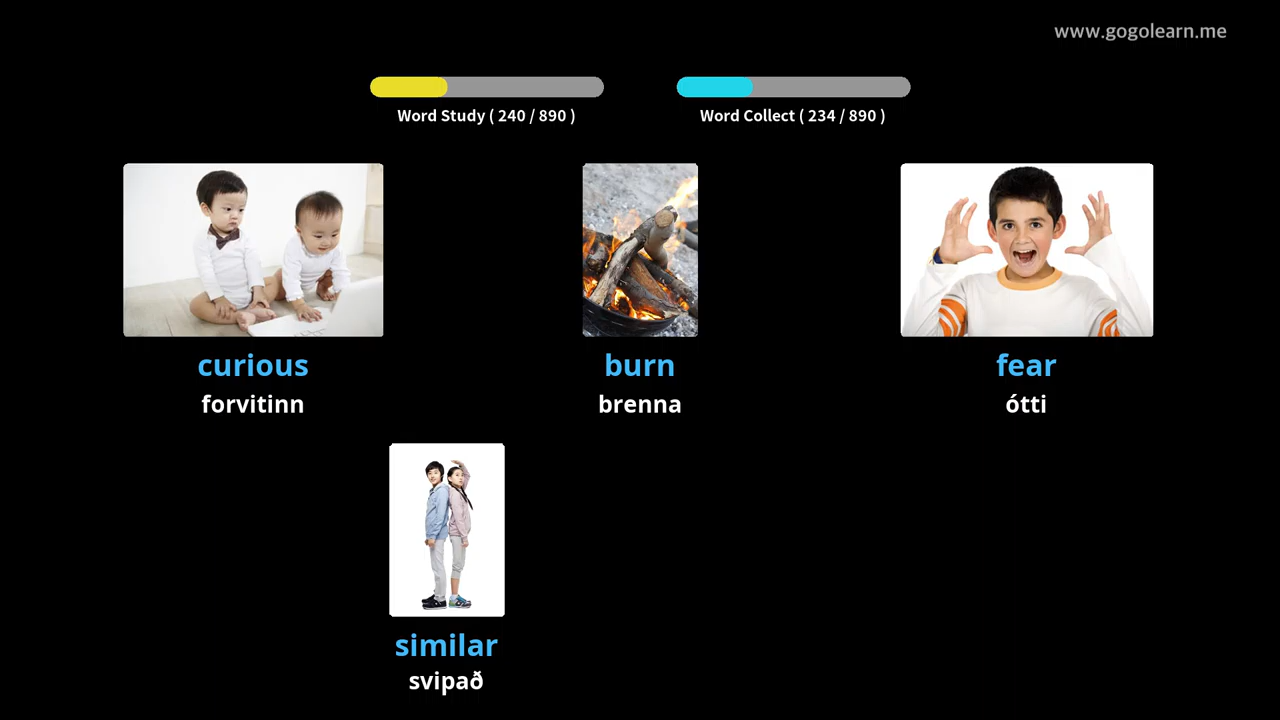 www.gogolearn.me
Word Study ( 240 / 890 )
Word Collect ( 234 / 890 )
curious
forvitinn
burn
brenna
fear
ótti
similar
svipað